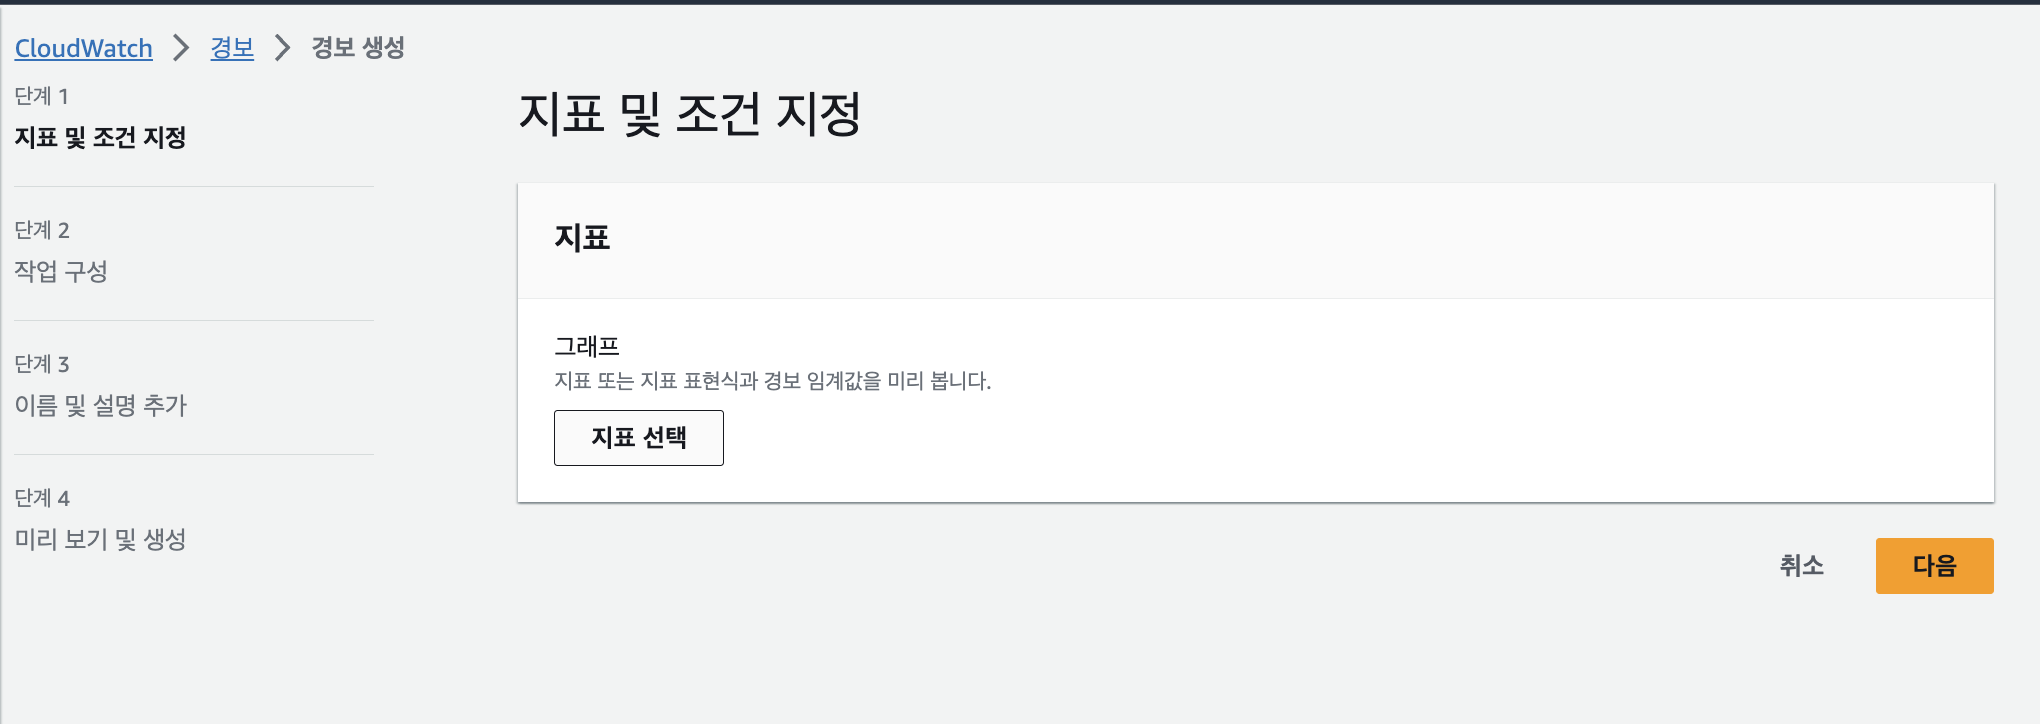 CloudWatch > 경보 > 경보 생성
단계 1
지표 및 조건 지정
단계 2
작업 구성
단계 3
이름 및 설명 추가
단계 4
미리 보기 및 생성
지표 및 조건 지정
지표
그래프
지표 또는 지표 표현식과 경보 임계값을 미리 봅니다.
지표 선택
취소 다음